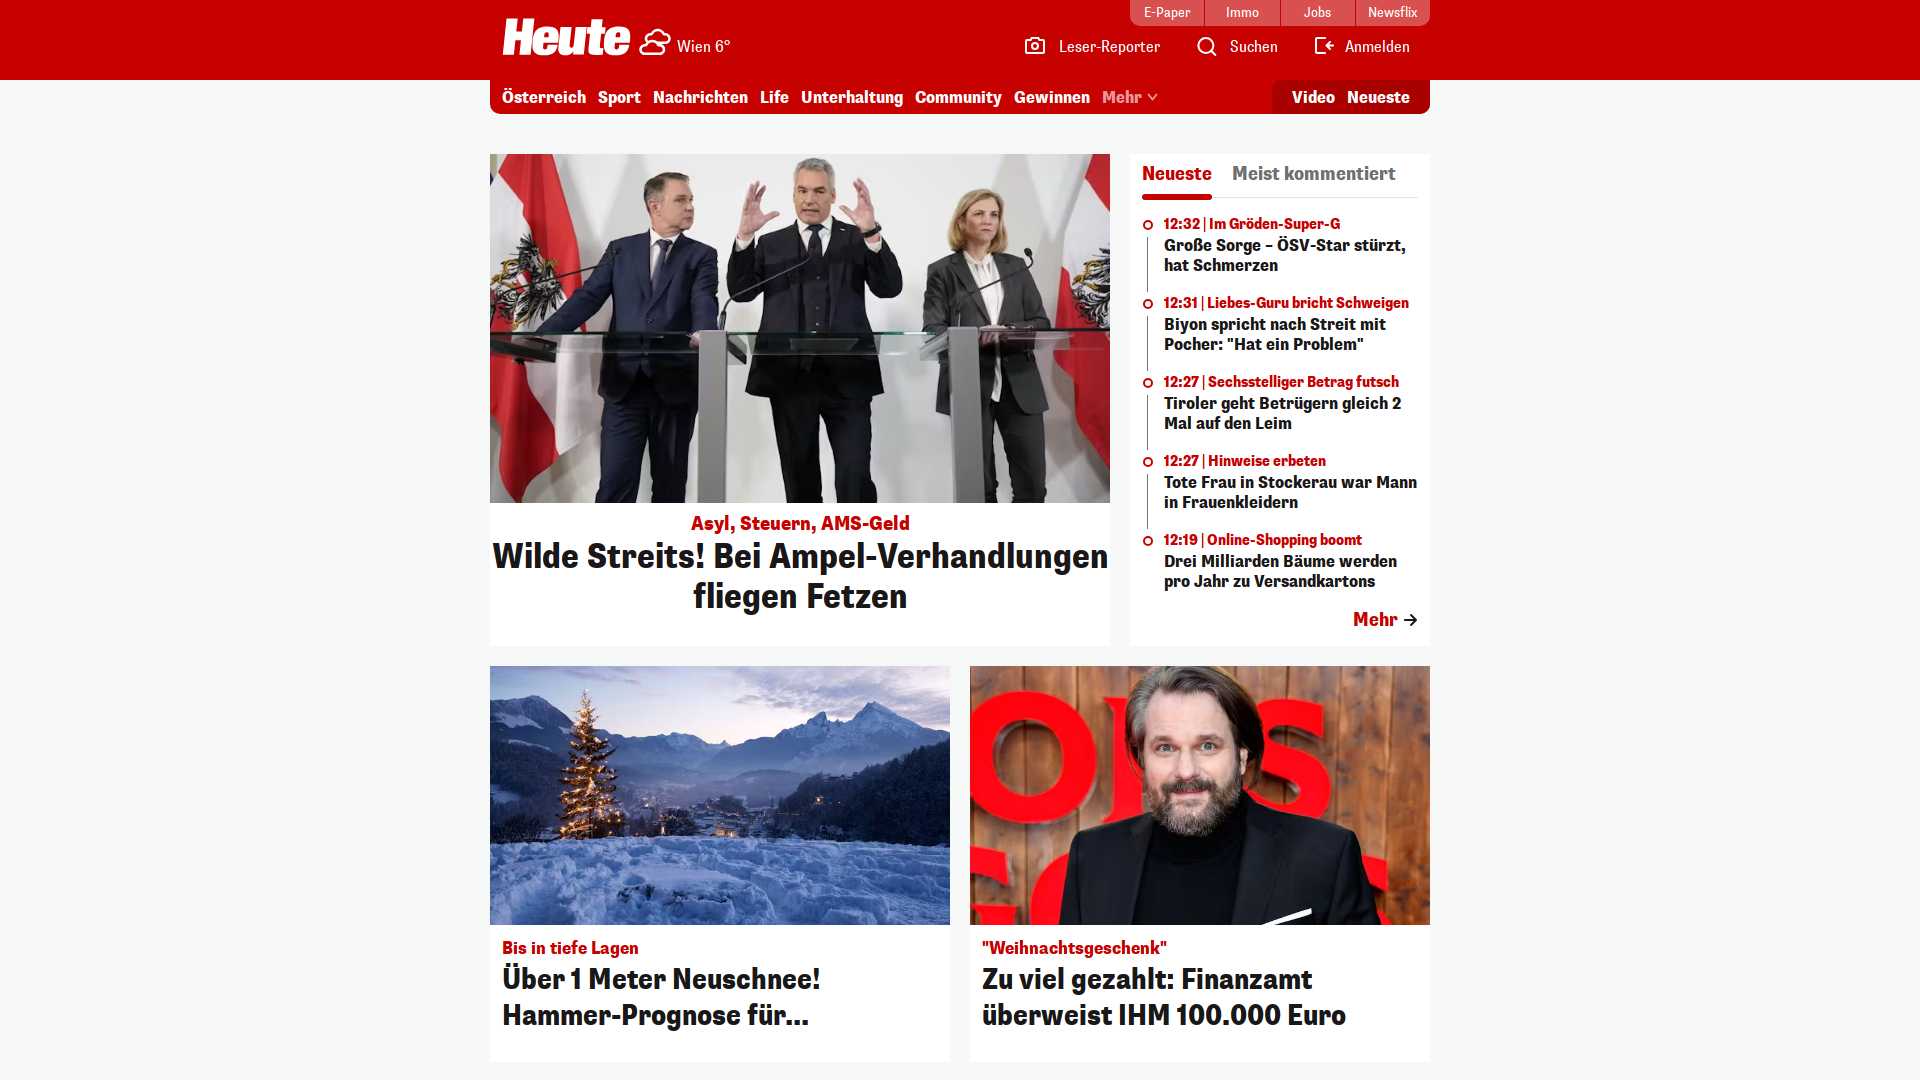 E-Paper
Immo
Jobs
Newsflix
Heute
Wien 6°
Leser-Reporter
Suchen
Anmelden
Österreich
Sport
Nachrichten
Life
Unterhaltung
Community
Gewinnen
Mehr
Video
Neueste
Asyl, Steuern, AMS-Geld
Wilde Streits! Bei Ampel-Verhandlungen
fliegen Fetzen
Neueste
Meist kommentiert
12:32 | Im Gröden-Super-G
Große Sorge – ÖSV-Star stürzt,
hat Schmerzen
12:31 | Liebes-Guru bricht Schweigen
Biyon spricht nach Streit mit
Pocher: "Hat ein Problem"
12:27 | Sechsstelliger Betrag futsch
Tiroler geht Betrügern gleich 2
Mal auf den Leim
12:27 | Hinweise erbeten
Tote Frau in Stockerau war Mann
in Frauenkleidern
12:19 | Online-Shopping boomt
Drei Milliarden Bäume werden
pro Jahr zu Versandkartons
Mehr
Bis in tiefe Lagen
Über 1 Meter Neuschnee!
Hammer-Prognose für...
"Weihnachtsgeschenk"
Zu viel gezahlt: Finanzamt
überweist IHM 100.000 Euro